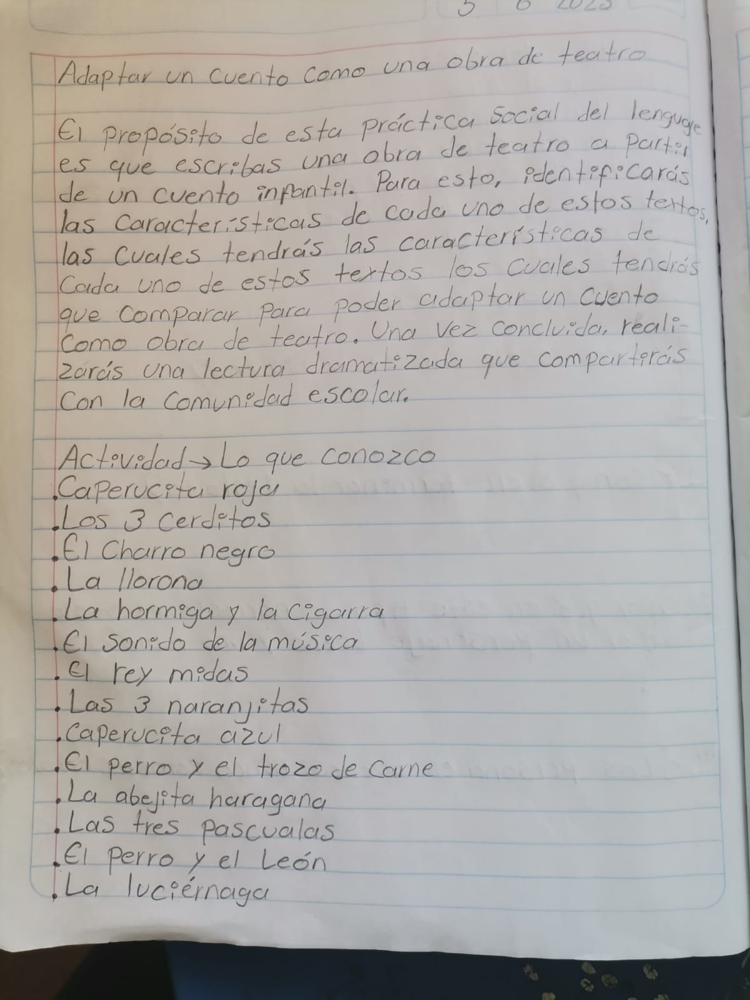 5 6 2023
Adaptar un cuento como una obra de teatro
El propósito de esta práctica social del lenguaje
es que escribas una obra de teatro a partir
de un cuento infantil. Para esto, identificarás
las características de cada uno de estos textos,
las cuales tendrás las características de
Cada uno de estos textos los cuales tendrás
que comparar para poder adaptar un cuento
como obra de teatro. Una vez concluida, reali-
zarás una lectura dramatizada que compartirás
con la comunidad escolar.
Actividad → Lo que conozco
.Caperucita roja
.Los 3 cerditos
.El Charro negro
.La llorona
.La hormiga y la cigarra
.El sonido de la música
.El rey midas
.Las 3 naranjitas
.Caperucita azul
.El perro y el trozo de carne
.La abejita haragana
.Las tres pascualas
.El perro y el León
.La luciérnaga